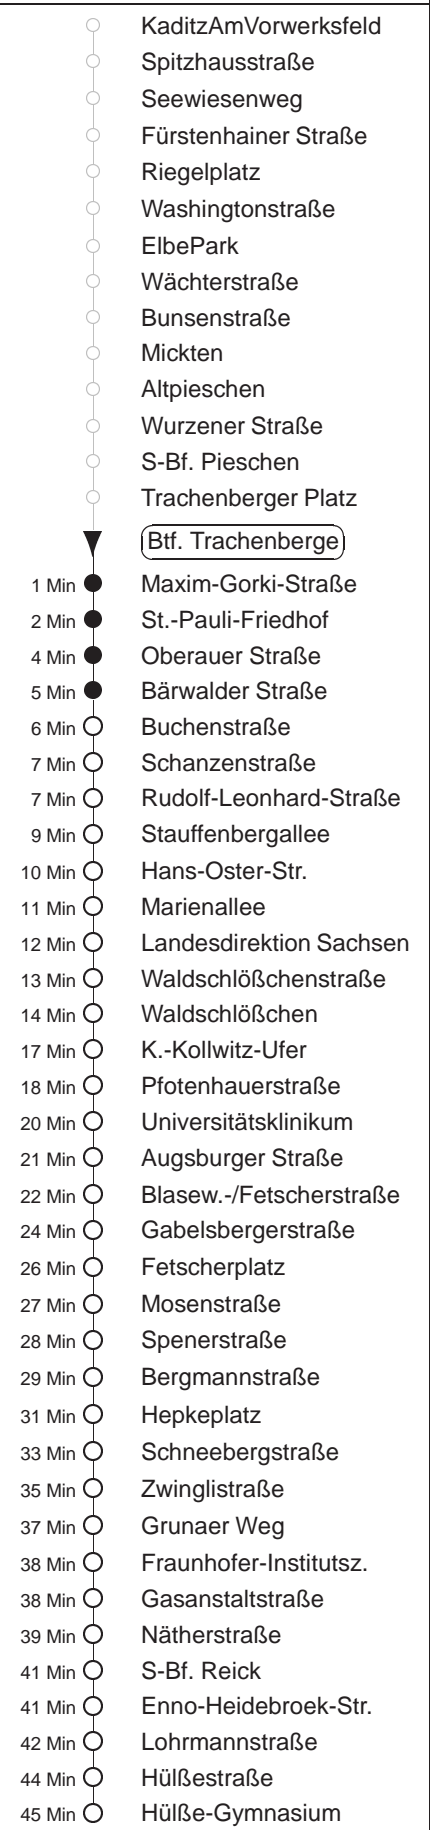 KaditzAmVorwerksfeld
Spitzhausstraße
Seewiesenweg
Fürstenhainer Straße
Riegelplatz
Washingtonstraße
ElbePark
Wächterstraße
Bunsenstraße
Mickten
Altpieschen
Wurzener Straße
S-Bf. Pieschen
Trachenberger Platz
Btf. Trachenberge
1 Min Maxim-Gorki-Straße
2 Min St.-Pauli-Friedhof
4 Min Oberauer Straße
5 Min Bärwalder Straße
6 Min Buchenstraße
7 Min Schanzenstraße
7 Min Rudolf-Leonhard-Straße
9 Min Stauffenbergallee
10 Min Hans-Oster-Str.
11 Min Marienallee
12 Min Landesdirektion Sachsen
13 Min Waldschlößchenstraße
14 Min Waldschlößchen
17 Min K.-Kollwitz-Ufer
18 Min Pfotenhauerstraße
20 Min Universitätsklinikum
21 Min Augsburger Straße
22 Min Blasew.-/Fetscherstraße
24 Min Gabelsbergerstraße
26 Min Fetscherplatz
27 Min Mosenstraße
28 Min Spenerstraße
29 Min Bergmannstraße
31 Min Hepkeplatz
33 Min Schneebergstraße
35 Min Zwinglistraße
37 Min Grunaer Weg
38 Min Fraunhofer-Institutsz.
38 Min Gasanstaltstraße
39 Min Nätherstraße
41 Min S-Bf. Reick
41 Min Enno-Heidebroek-Str.
42 Min Lohrmannstraße
44 Min Hülßestraße
45 Min Hülße-Gymnasium